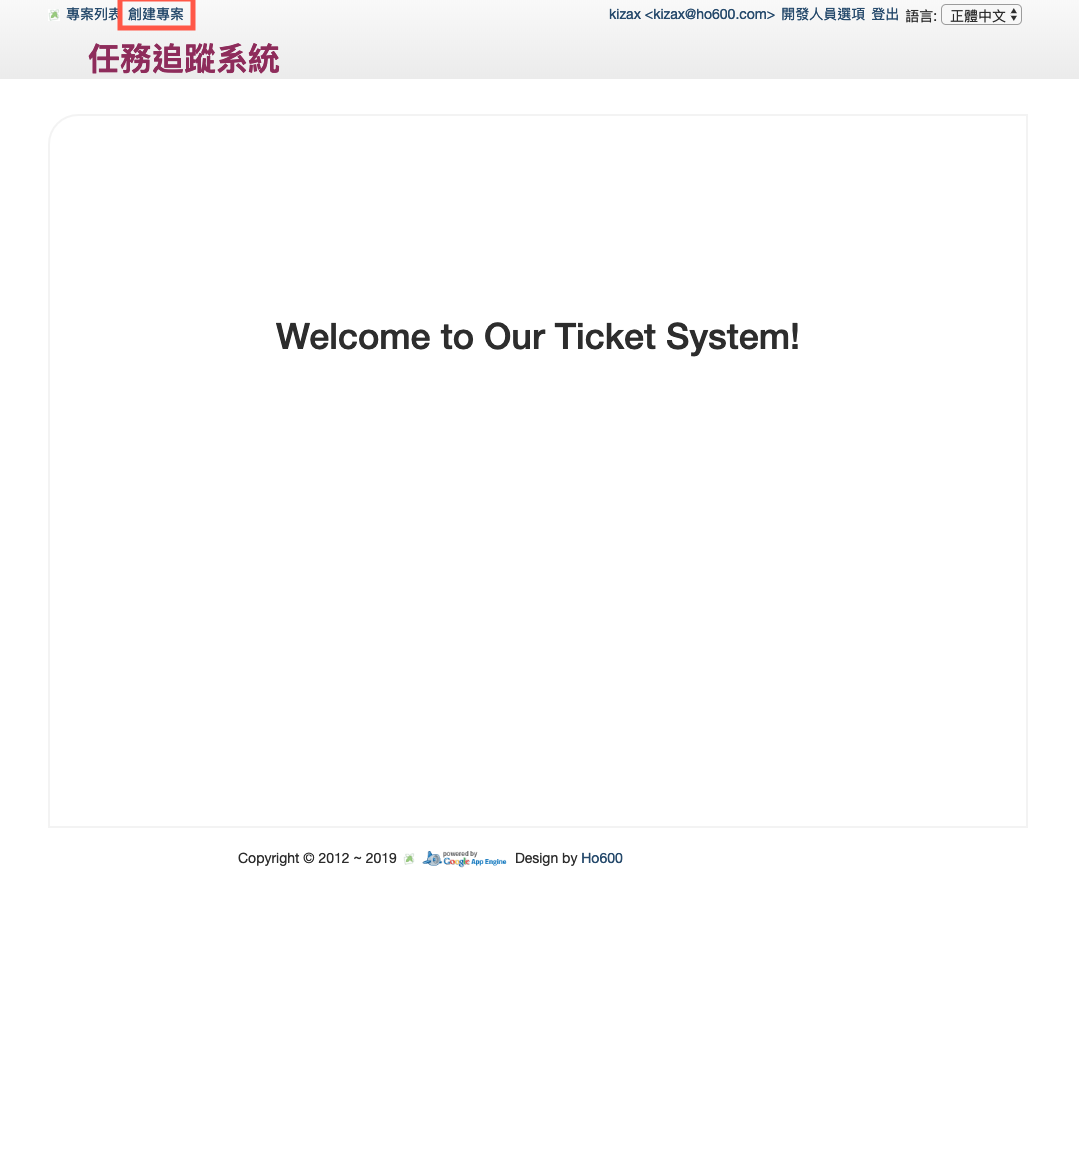 專案列表 創建專案 kizax <kizax@ho600.com> 開發人員選項 登出 語言: 正體中文
任務追蹤系統
Welcome to Our Ticket System!
Copyright © 2012 ~ 2019 powered by Google App Engine Design by Ho600